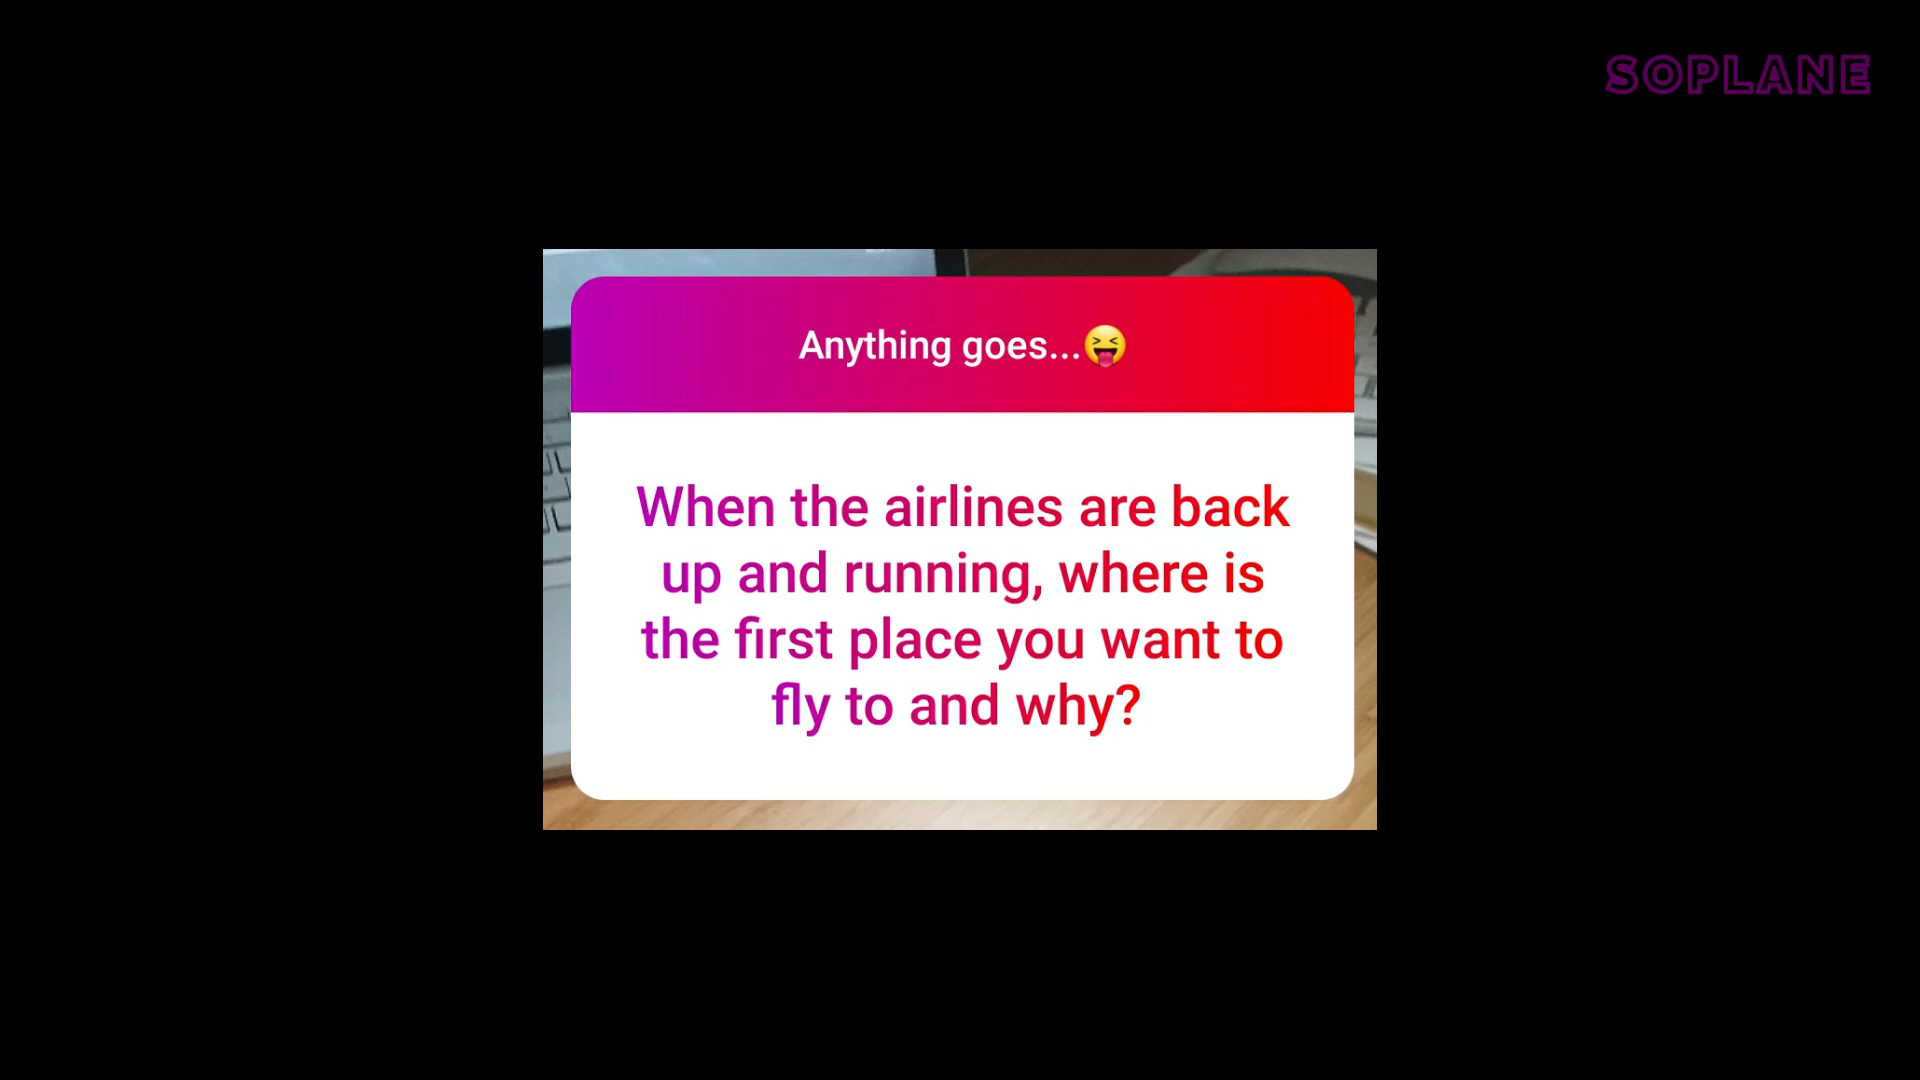 SOPLANE
Anything goes...😝
When the airlines are back
up and running, where is
the first place you want to
fly to and why?